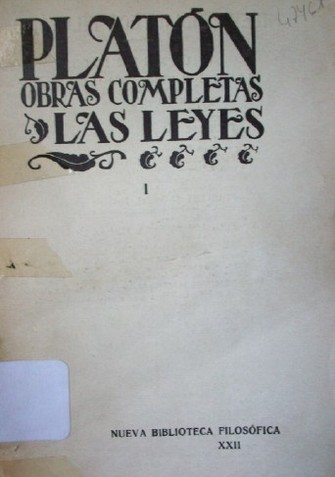 PLATÓN
OBRAS COMPLETAS
LAS LEYES
I
NUEVA BIBLIOTECA FILOSÓFICA
XXII